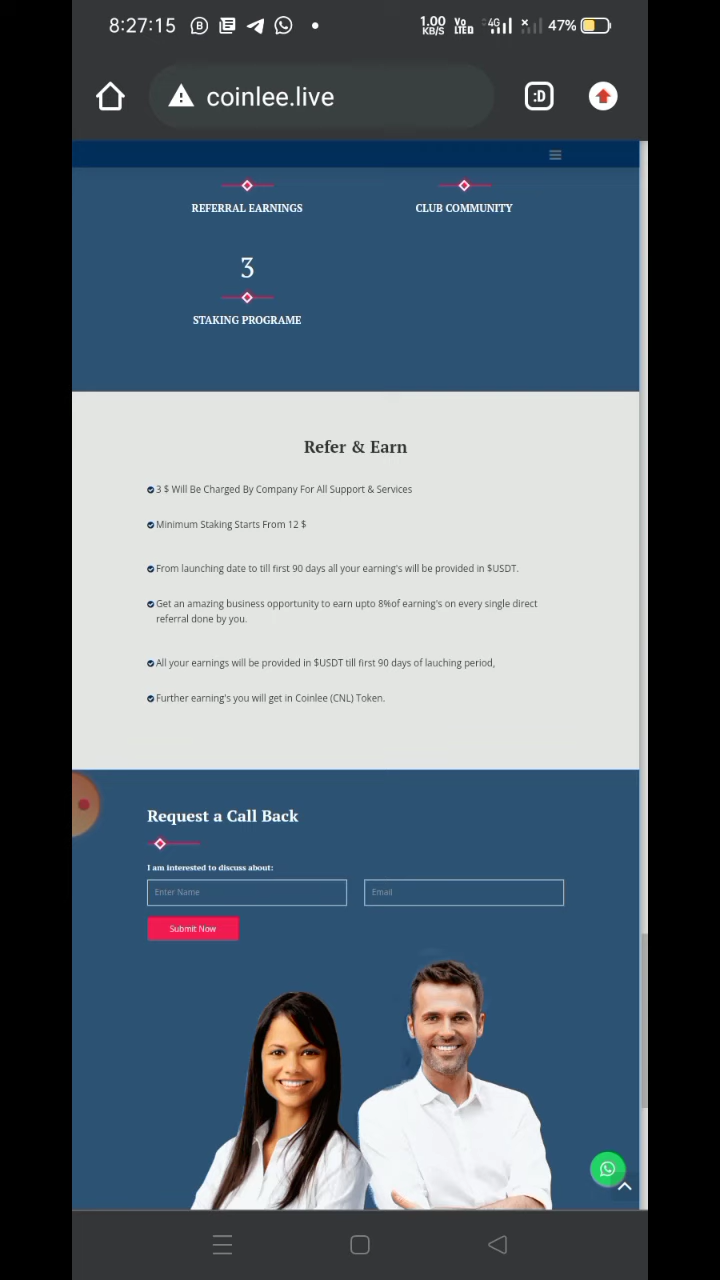 8:27:15 B 1.00 KB/S Vo LTE D 4G x 47%
coinlee.live :D
REFERRAL EARNINGS CLUB COMMUNITY
3
STAKING PROGRAME
Refer & Earn
3 $ Will Be Charged By Company For All Support & Services
Minimum Staking Starts From 12 $
From launching date to till first 90 days all your earning's will be provided in $USDT.
Get an amazing business opportunity to earn upto 8%of earning's on every single direct
referral done by you.
All your earnings will be provided in $USDT till first 90 days of lauching period,
Further earning's you will get in Coinlee (CNL) Token.
Request a Call Back
I am interested to discuss about:
Enter Name Email
Submit Now